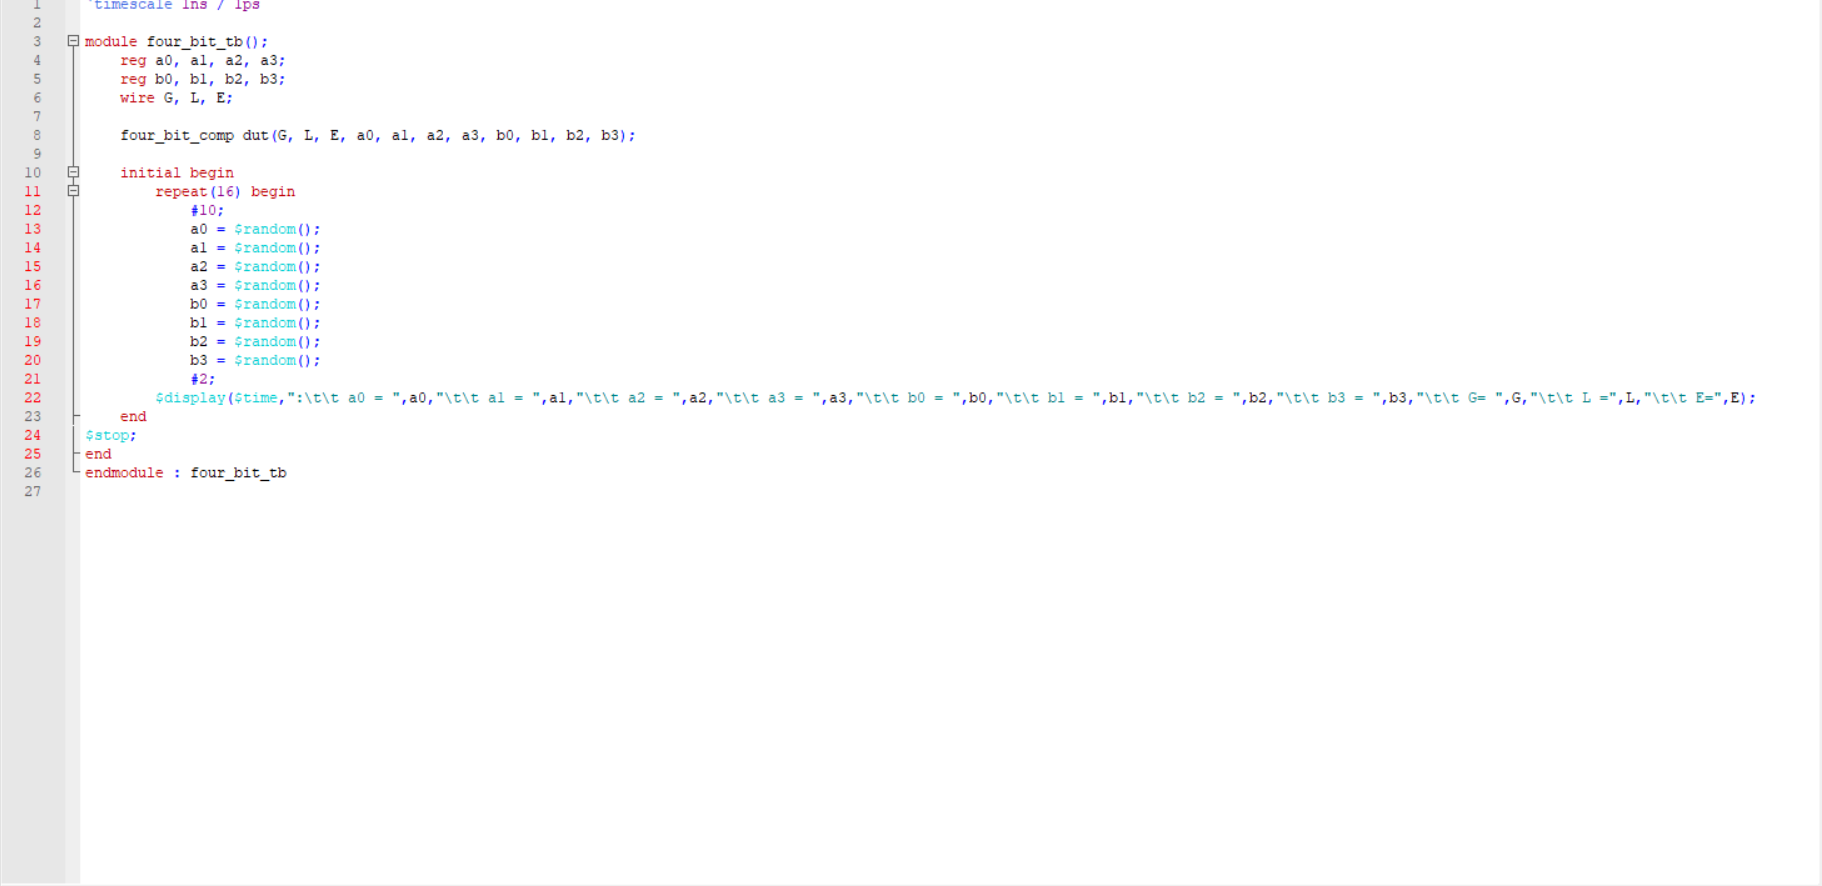 1 `timescale 1ns / 1ps
2
3 module four_bit_tb();
4 reg a0, a1, a2, a3;
5 reg b0, b1, b2, b3;
6 wire G, L, E;
7
8 four_bit_comp dut(G, L, E, a0, a1, a2, a3, b0, b1, b2, b3);
9
10 initial begin
11 repeat(16) begin
12 #10;
13 a0 = $random();
14 a1 = $random();
15 a2 = $random();
16 a3 = $random();
17 b0 = $random();
18 b1 = $random();
19 b2 = $random();
20 b3 = $random();
21 #2;
22 $display($time,":\t\t a0 = ",a0,"\t\t a1 = ",a1,"\t\t a2 = ",a2,"\t\t a3 = ",a3,"\t\t b0 = ",b0,"\t\t b1 = ",b1,"\t\t b2 = ",b2,"\t\t b3 = ",b3,"\t\t G= ",G,"\t\t L =",L,"\t\t E=",E);
23 end
24 $stop;
25 end
26 endmodule : four_bit_tb
27